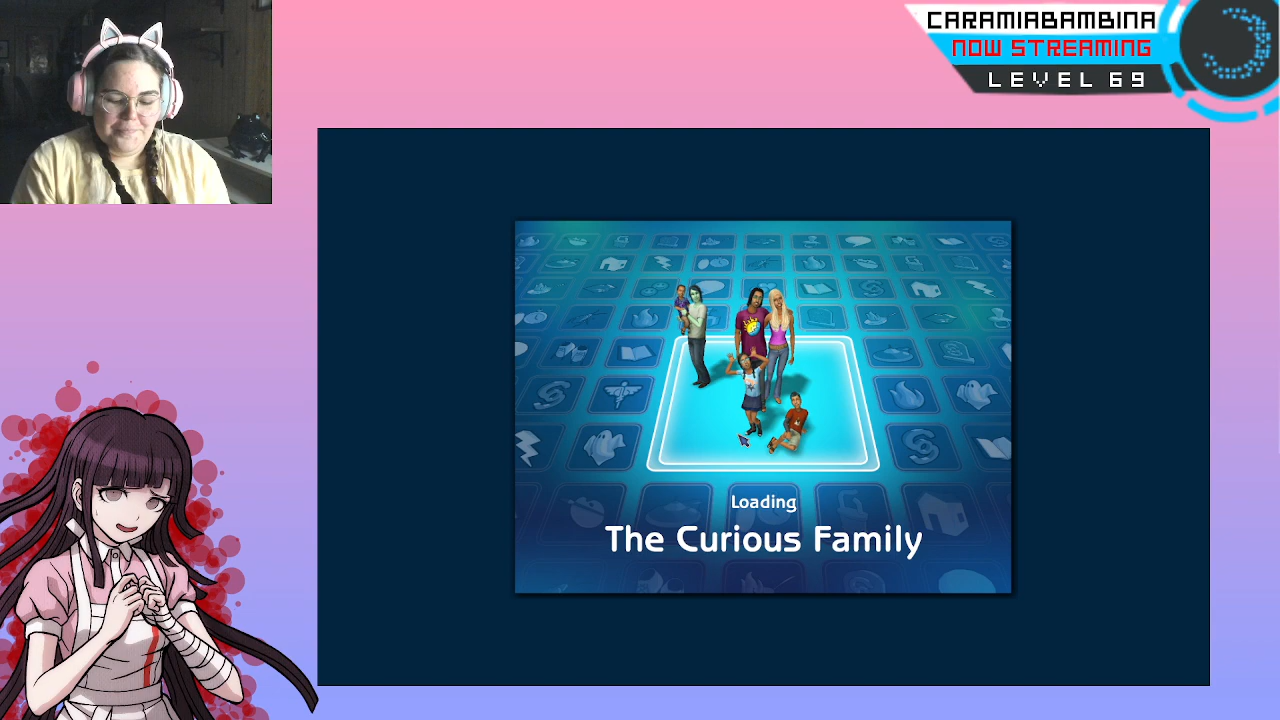 CARAMIABAMBINA
NOW STREAMING
LEVEL 69
Loading
The Curious Family